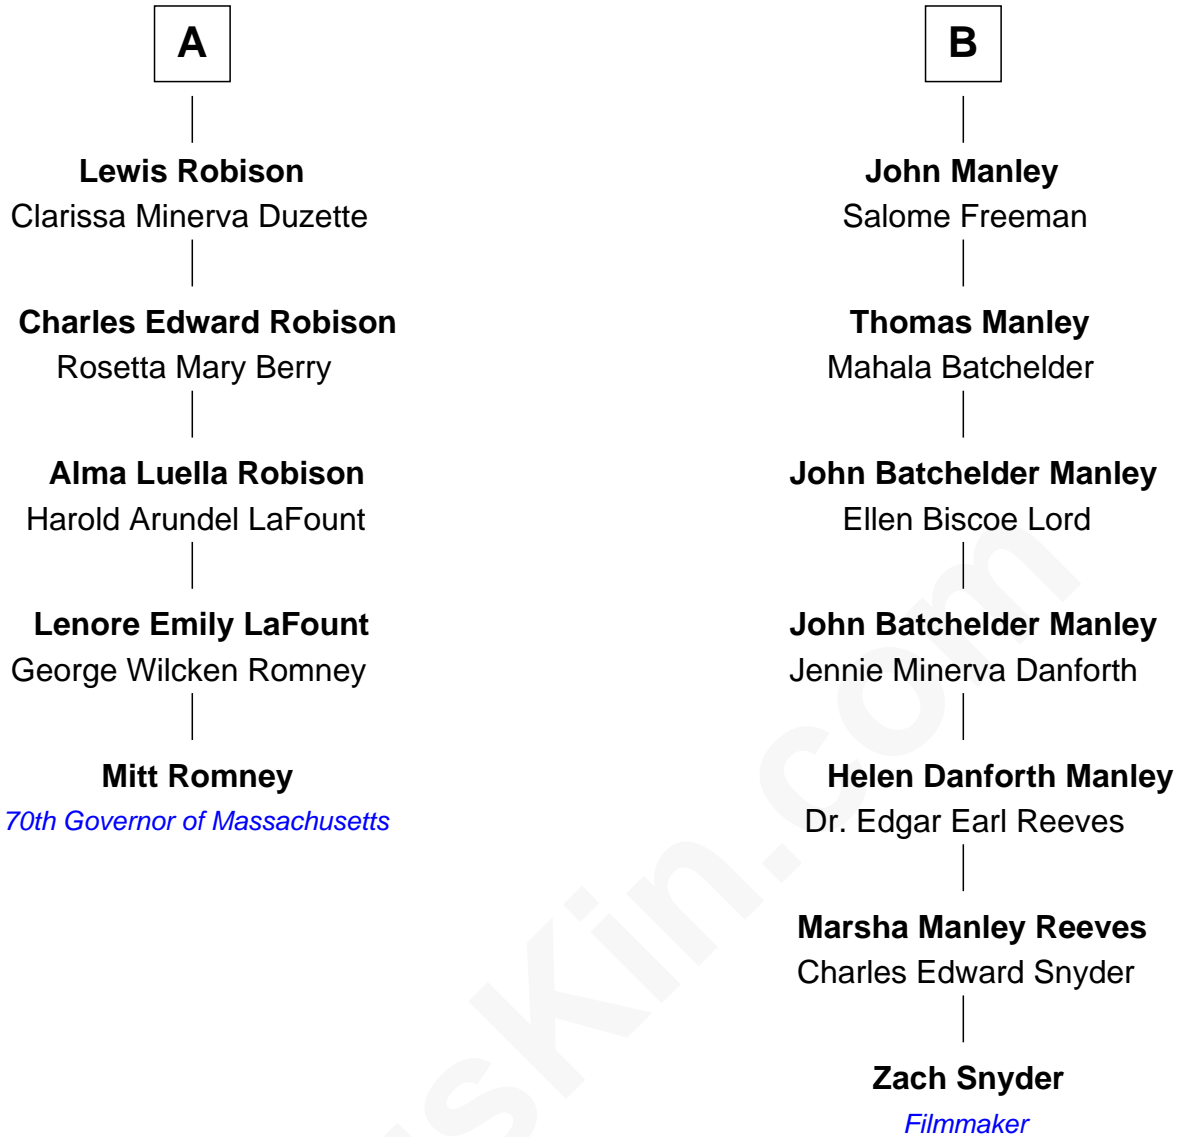 A
Lewis Robison
Clarissa Minerva Duzette
Charles Edward Robison
Rosetta Mary Berry
Alma Luella Robison
Harold Arundel LaFount
Lenore Emily LaFount
George Wilcken Romney
Mitt Romney
70th Governor of Massachusetts
B
John Manley
Salome Freeman
Thomas Manley
Mahala Batchelder
John Batchelder Manley
Ellen Biscoe Lord
John Batchelder Manley
Jennie Minerva Danforth
Helen Danforth Manley
Dr. Edgar Earl Reeves
Marsha Manley Reeves
Charles Edward Snyder
Zach Snyder
Filmmaker
sKin.com